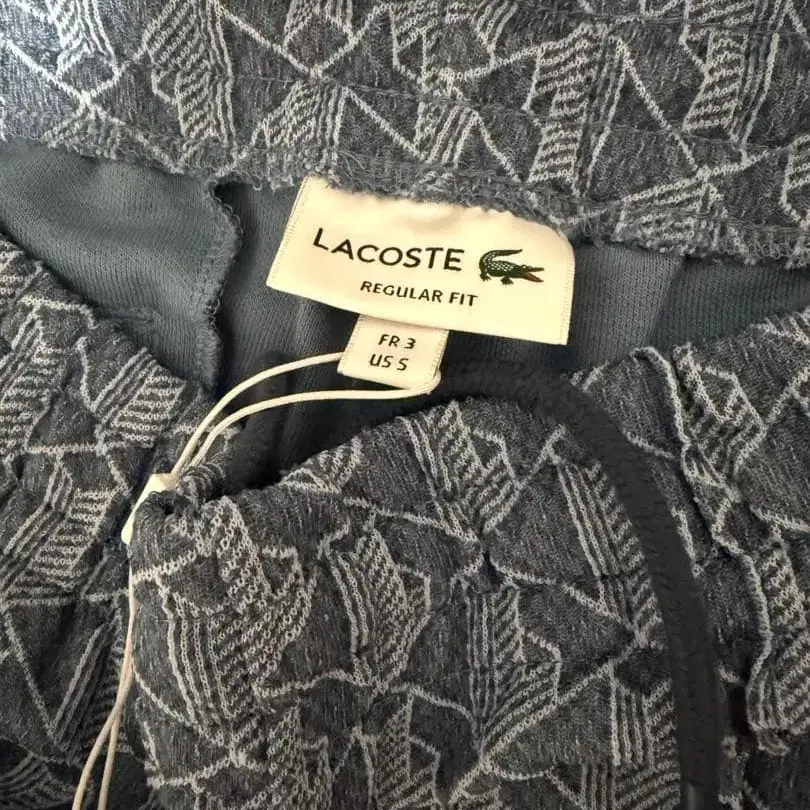 LACOSTE
REGULAR FIT
FR 3
US S